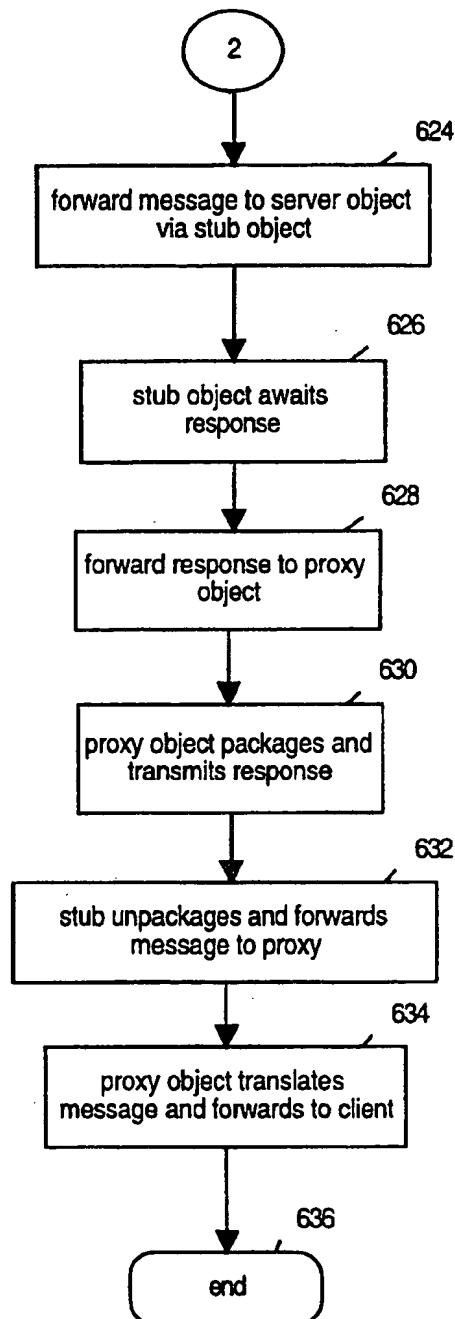 2
624
forward message to server object
via stub object
626
stub object awaits
response
628
forward response to proxy
object
630
proxy object packages and
transmits response
632
stub unpackages and forwards
message to proxy
634
proxy object translates
message and forwards to client
636
end